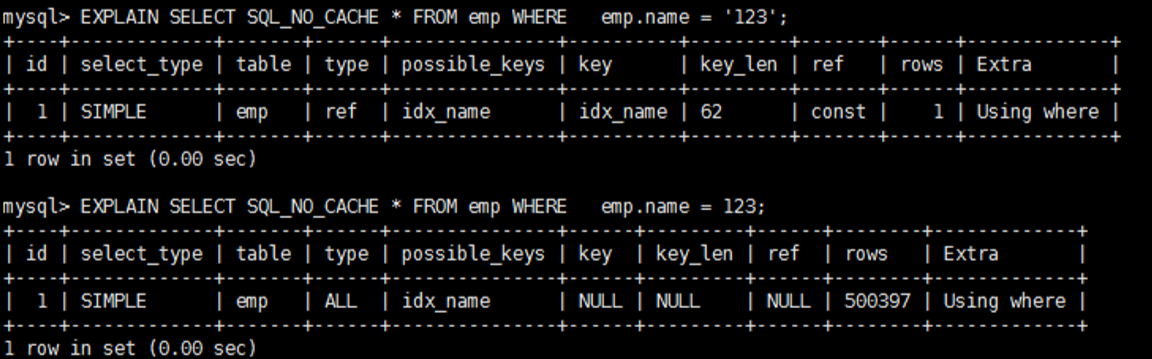 mysql> EXPLAIN SELECT SQL_NO_CACHE * FROM emp WHERE   emp.name = '123';
+----+-------------+-------+------+---------------+----------+---------+-------+------+-------------+
| id | select_type | table | type | possible_keys | key      | key_len | ref   | rows | Extra       |
+----+-------------+-------+------+---------------+----------+---------+-------+------+-------------+
|  1 | SIMPLE      | emp   | ref  | idx_name      | idx_name | 62      | const |    1 | Using where |
+----+-------------+-------+------+---------------+----------+---------+-------+------+-------------+
1 row in set (0.00 sec)
mysql> EXPLAIN SELECT SQL_NO_CACHE * FROM emp WHERE   emp.name = 123;
+----+-------------+-------+------+---------------+------+---------+------+--------+-------------+
| id | select_type | table | type | possible_keys | key  | key_len | ref  | rows   | Extra       |
+----+-------------+-------+------+---------------+------+---------+------+--------+-------------+
|  1 | SIMPLE      | emp   | ALL  | idx_name      | NULL | NULL    | NULL | 500397 | Using where |
+----+-------------+-------+------+---------------+------+---------+------+--------+-------------+
1 row in set (0.00 sec)